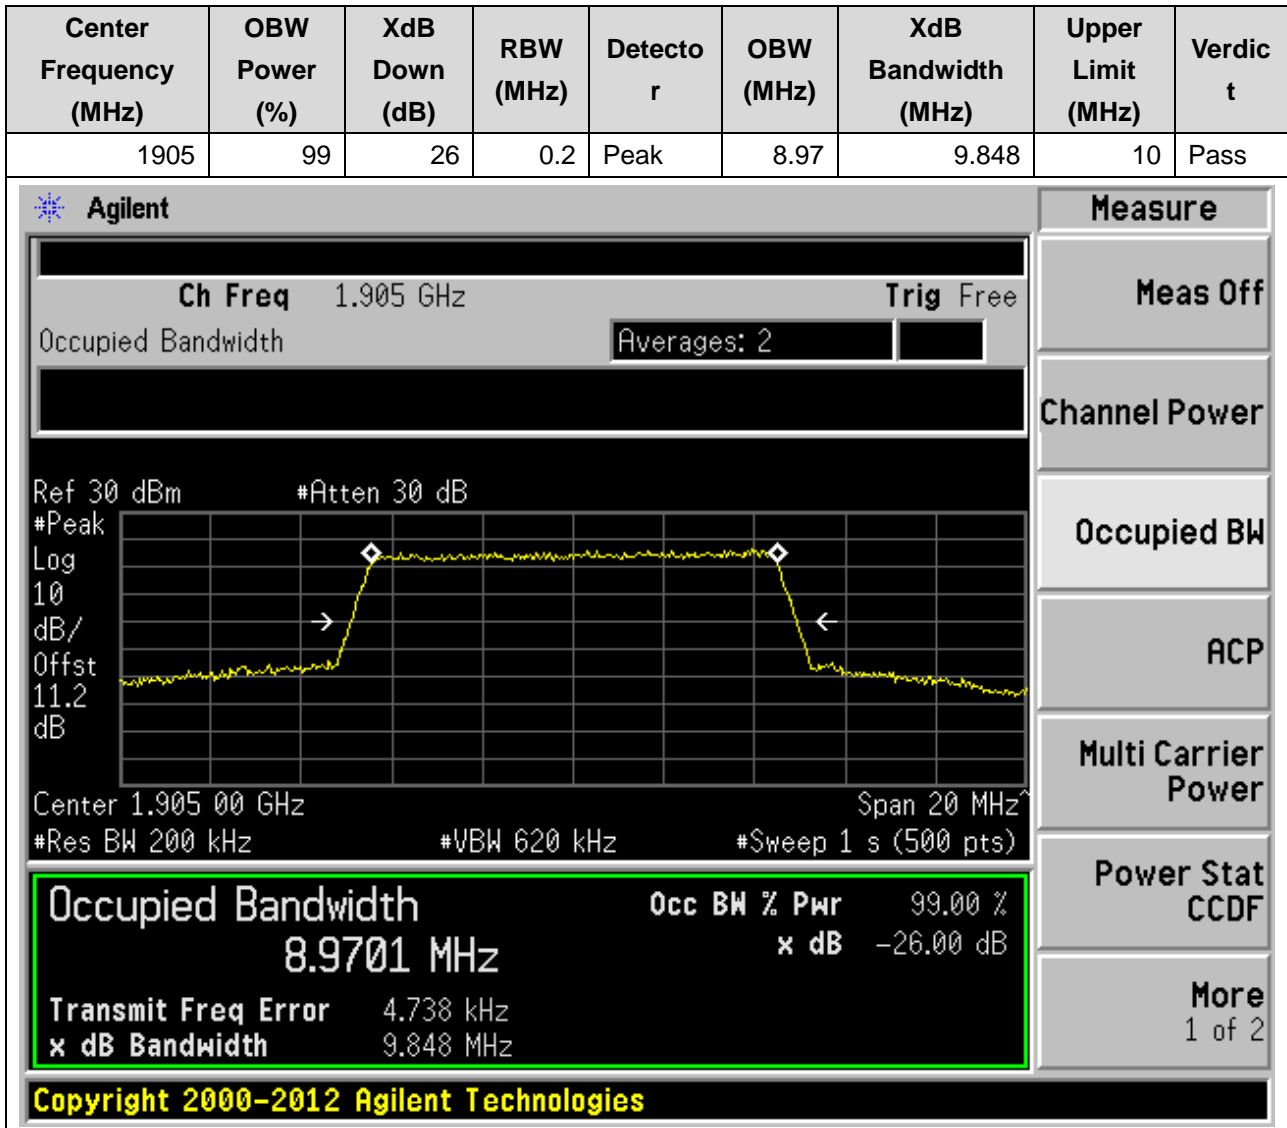 Center Frequency (MHz) OBW Power (%) XdB Down (dB) RBW (MHz) Detecto r OBW (MHz) XdB Bandwidth (MHz) Upper Limit (MHz) Verdic t
1905 99 26 0.2 Peak 8.97 9.848 10 Pass
Agilent
Measure
Ch Freq 1.905 GHz Trig Free
Occupied Bandwidth Averages: 2
Meas Off
Channel Power
Occupied BW
ACP
Multi Carrier
Power
Power Stat
CCDF
More
1 of 2
Ref 30 dBm #Atten 30 dB
#Peak
Log
10
dB/
Offst
11.2
dB
Center 1.905 00 GHz Span 20 MHz^
#Res BW 200 kHz #VBW 620 kHz #Sweep 1 s (500 pts)
Occupied Bandwidth Occ BW % Pwr 99.00 %
8.9701 MHz x dB -26.00 dB
Transmit Freq Error 4.738 kHz
x dB Bandwidth 9.848 MHz
Copyright 2000-2012 Agilent Technologies